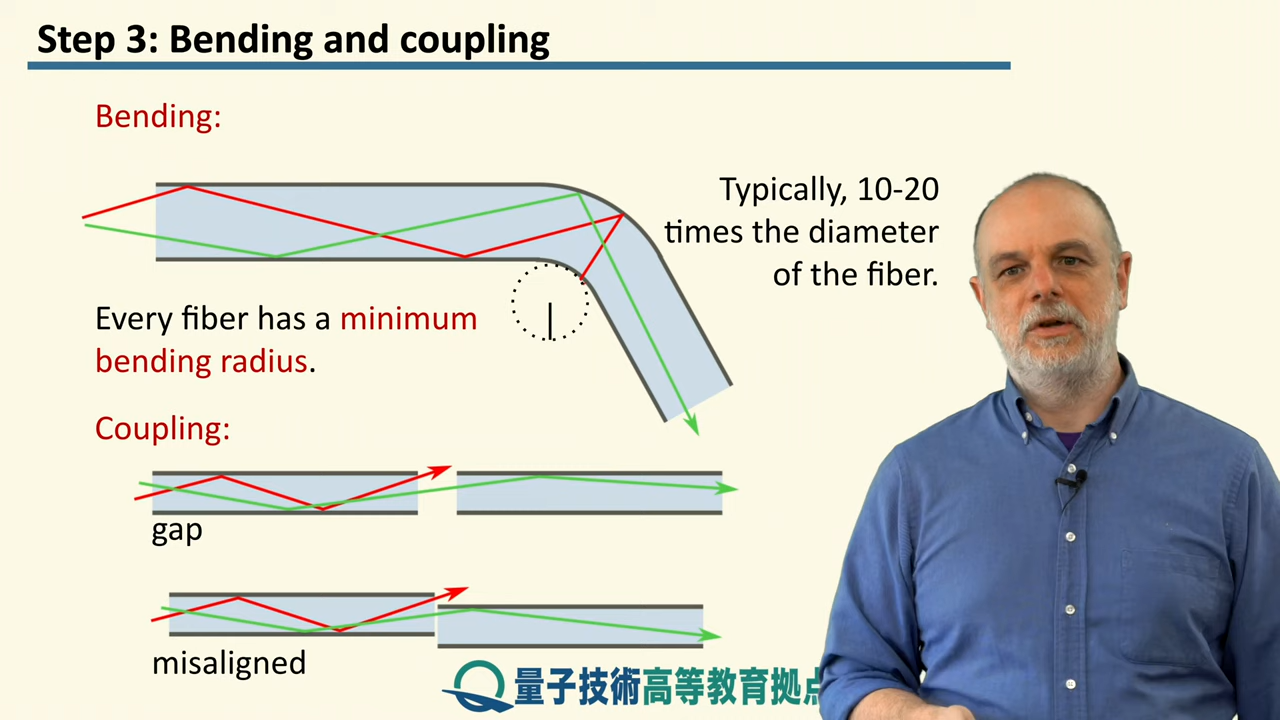 Step 3: Bending and coupling
Bending:
Typically, 10-20
times the diameter
of the fiber.
Every fiber has a minimum
bending radius.
Coupling:
gap
misaligned
量子技術高等教育拠点